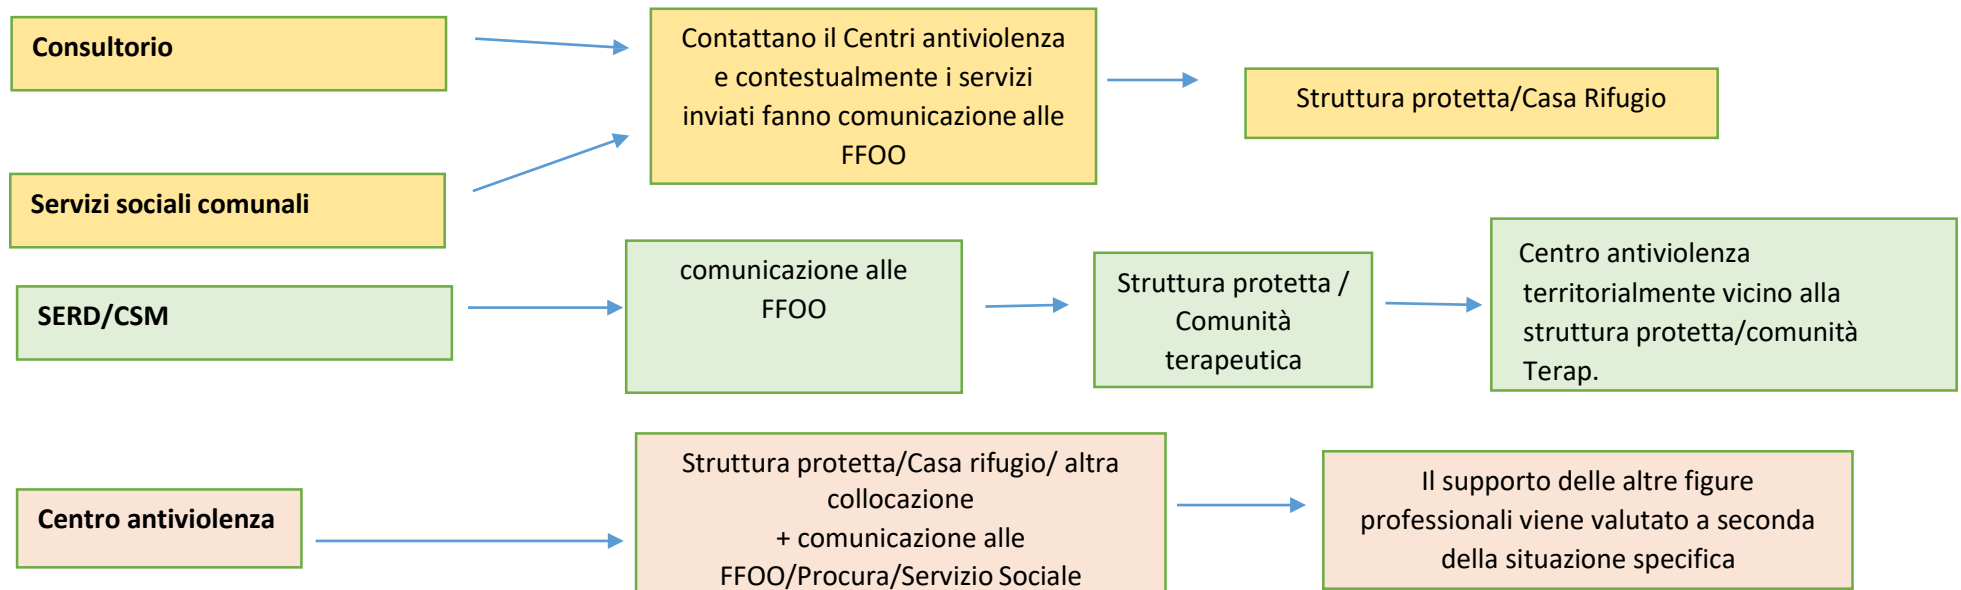 Consultorio
Contattano il Centri antiviolenza
e contestualmente i servizi
inviati fanno comunicazione alle
FFOO
Struttura protetta/Casa Rifugio
Servizi sociali comunali
SERD/CSM
comunicazione alle
FFOO
Struttura protetta /
Comunità
terapeutica
Centro antiviolenza
territorialmente vicino alla
struttura protetta/comunità
Terap.
Centro antiviolenza
Struttura protetta/Casa rifugio/ altra
collocazione
+ comunicazione alle
FFOO/Procura/Servizio Sociale
Il supporto delle altre figure
professionali viene valutato a seconda
della situazione specifica